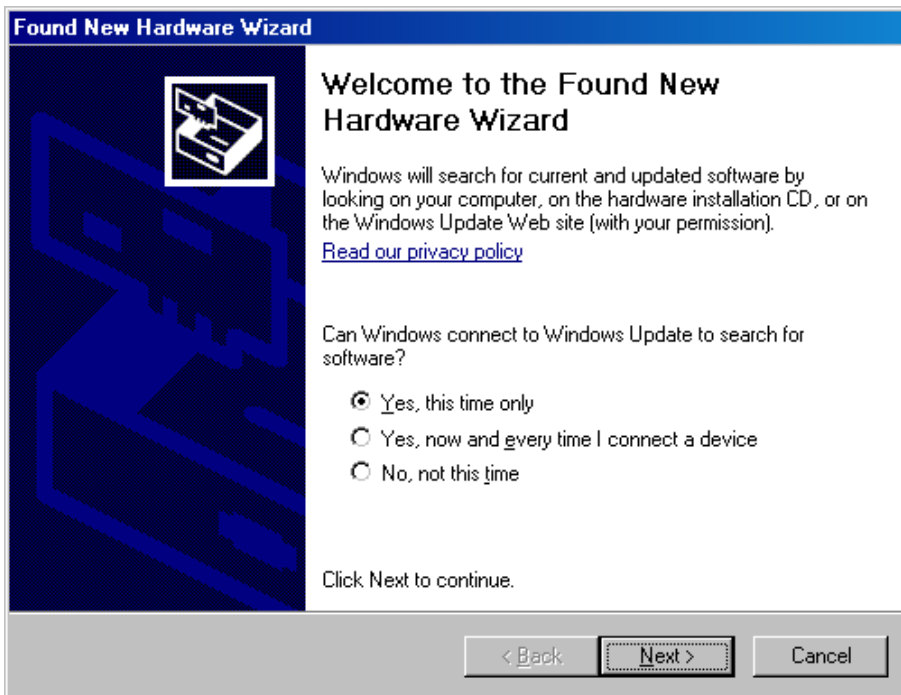 Found New Hardware Wizard
Welcome to the Found New
Hardware Wizard
Windows will search for current and updated software by
looking on your computer, on the hardware installation CD, or on
the Windows Update Web site (with your permission).
Read our privacy policy
Can Windows connect to Windows Update to search for
software?
Yes, this time only
Yes, now and every time I connect a device
No, not this time
Click Next to continue.
< Back
Next >
Cancel